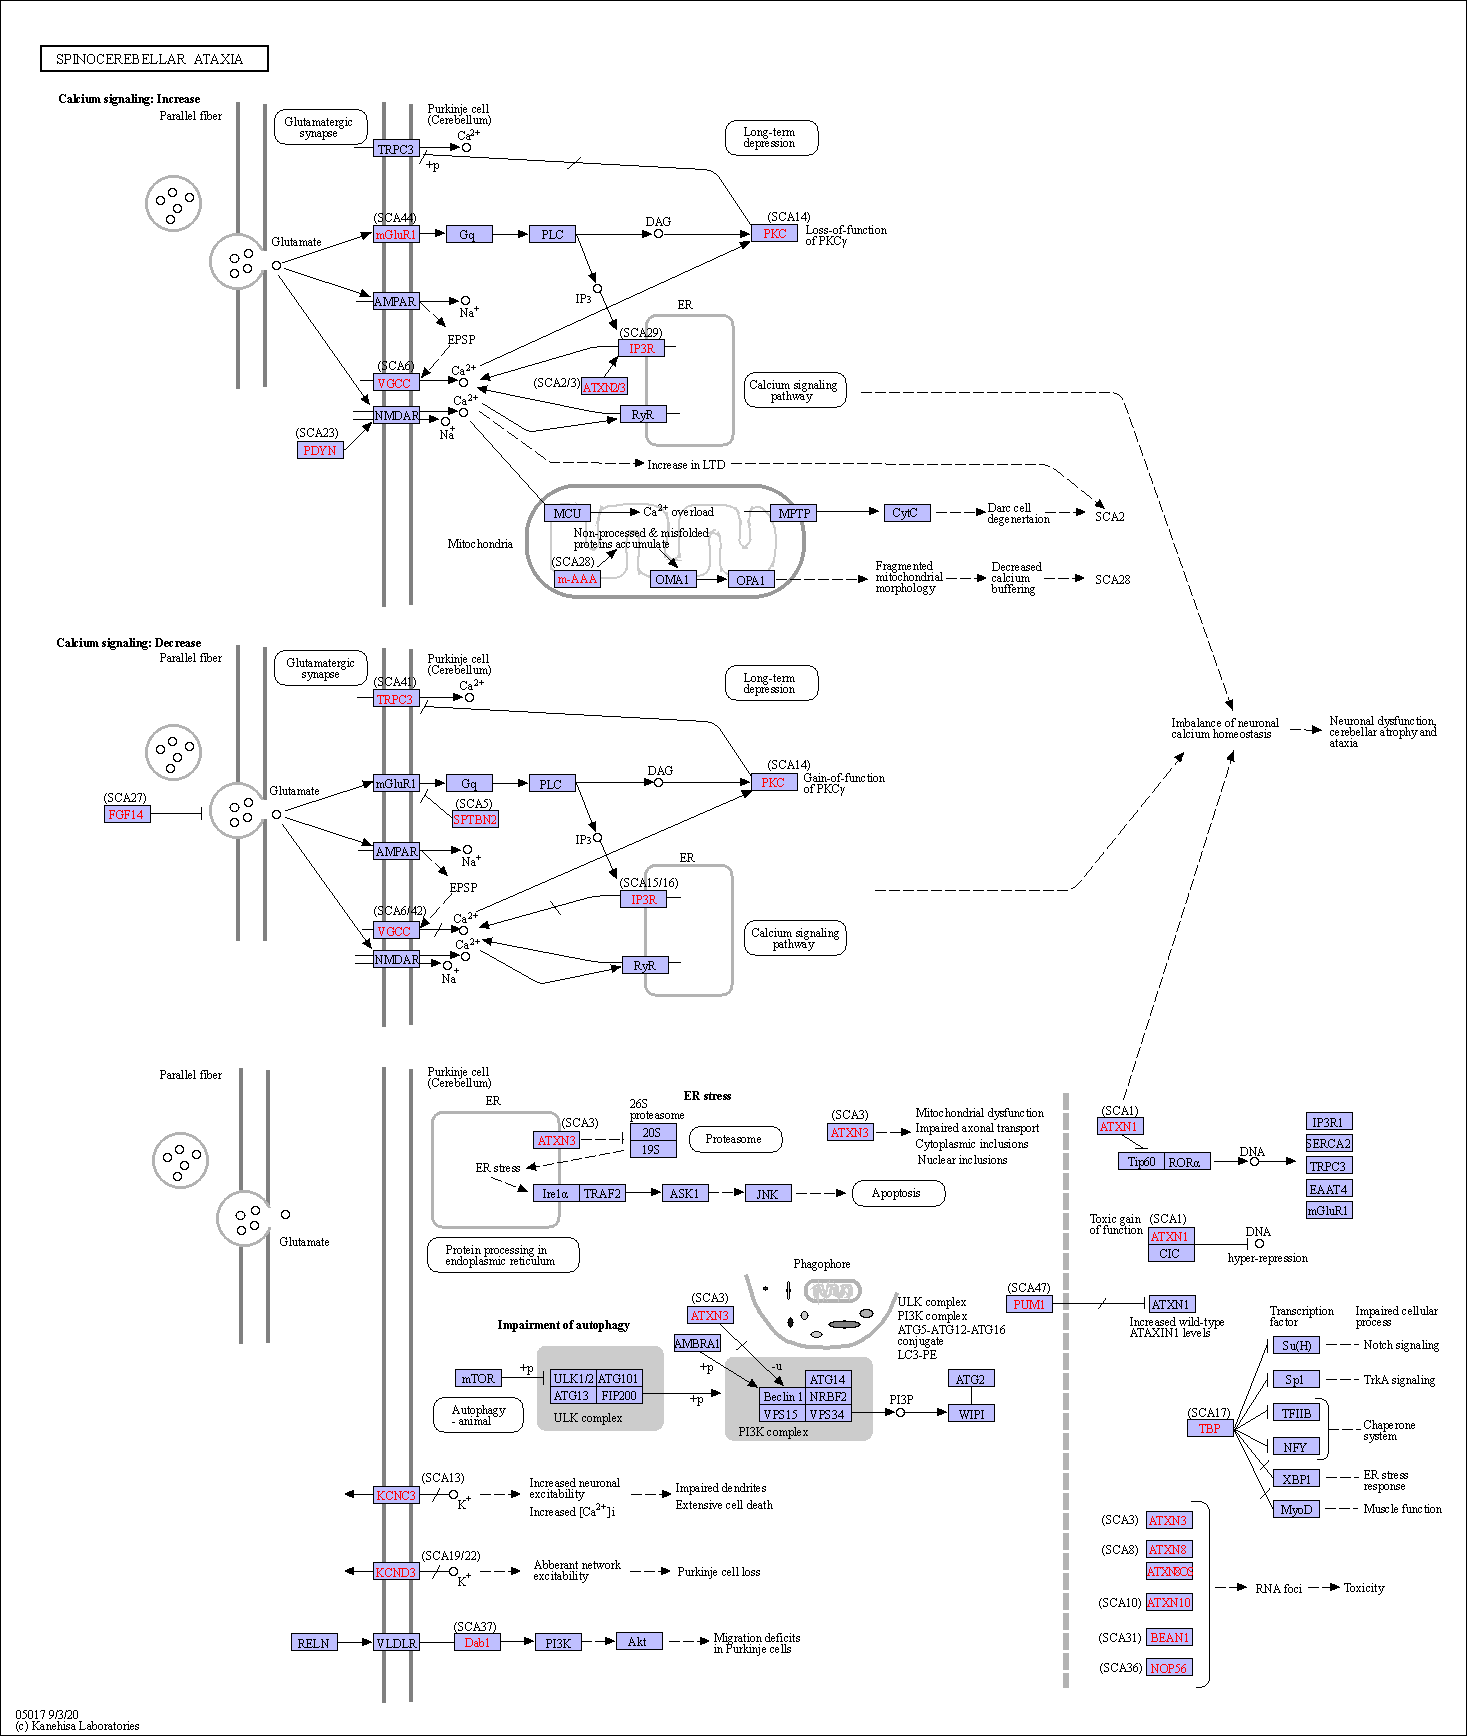 SPINOCEREBELLAR ATAXIA
Calcium signaling: Increase
Parallel fiber
Glutamatergic
synapse
Purkinje cell
(Cerebellum)
Ca2+
TRPC3
+p
Long-term
depression
(SCA44)
mGluR1
Gq
PLC
DAG
(SCA14)
PKC
Loss-of-function
of PKCγ
Glutamate
IP3
AMPAR
Na+
EPSP
ER
(SCA29)
IP3R
(SCA6)
VGCC
Ca2+
(SCA2/3)
ATXN2/3
Calcium signaling
pathway
NMDAR
Ca2+
Na+
RyR
(SCA23)
PDYN
Increase in LTD
MCU
Ca2+ overload
MPTP
CytC
Darc cell
degenertaion
SCA2
Mitochondria
Non-processed & misfolded
proteins accumulate
(SCA28)
m-AAA
OMA1
OPA1
Fragmented
mitochondrial
morphology
Decreased
calcium
buffering
SCA28
Calcium signaling: Decrease
Parallel fiber
Glutamatergic
synapse
Purkinje cell
(Cerebellum)
(SCA41)
Ca2+
TRPC3
Long-term
depression
Imbalance of neuronal
calcium homeostasis
Neuronal dysfunction,
cerebellar atrophy and
ataxia
Glutamate
mGluR1
Gq
PLC
DAG
(SCA14)
PKC
Gain-of-function
of PKCγ
(SCA27)
FGF14
(SCA5)
SPTBN2
IP3
AMPAR
Na+
EPSP
ER
(SCA15/16)
IP3R
(SCA6/42)
VGCC
Ca2+
Calcium signaling
pathway
NMDAR
Ca2+
Na+
RyR
Parallel fiber
Purkinje cell
(Cerebellum)
Glutamate
ER stress
ER
(SCA3)
ATXN3
26S
proteasome
20S
19S
Proteasome
ER stress
Ire1α
TRAF2
ASK1
JNK
Apoptosis
(SCA3)
ATXN3
Mitochondrial dysfunction
Impaired axonal transport
Cytoplasmic inclusions
Nuclear inclusions
Protein processing in
endoplasmic reticulum
(SCA1)
ATXN1
Tip60
RORα
DNA
IP3R1
SERCA2
TRPC3
EAAT4
mGluR1
Toxic gain
of function
(SCA1)
ATXN1
CIC
DNA
hyper-repression
Impairment of autophagy
Phagophore
(SCA3)
ATXN3
AMBRA1
ULK complex
PI3K complex
ATG5-ATG12-ATG16
conjugate
LC3-PE
(SCA47)
PUM1
ATXN1
Increased wild-type
ATAXIN1 levels
mTOR
+p
ULK1/2
ATG101
ATG13
FIP200
ULK complex
+p
+p
-u
ATG14
Beclin 1
NRBF2
VPS15
VPS34
PI3K complex
PI3P
ATG2
WIPI
Autophagy
- animal
Transcription
factor
Impaired cellular
process
Su(H)
Notch signaling
Sp1
TrkA signaling
(SCA17)
TBP
TFIIB
NFY
Chaperone
system
XBP1
ER stress
response
MyoD
Muscle function
(SCA13)
KCNC3
K+
Increased neuronal
excitability
Increased [Ca2+]i
Impaired dendrites
Extensive cell death
(SCA19/22)
KCND3
K+
Abberant network
excitability
Purkinje cell loss
RELN
VLDLR
(SCA37)
Dab1
PI3K
Akt
Migration deficits
in Purkinje cells
(SCA3)
ATXN3
(SCA8)
ATXN8
ATXN8OS
(SCA10)
ATXN10
(SCA31)
BEAN1
(SCA36)
NOP56
RNA foci
Toxicity
05017 9/3/20
(c) Kanehisa Laboratories